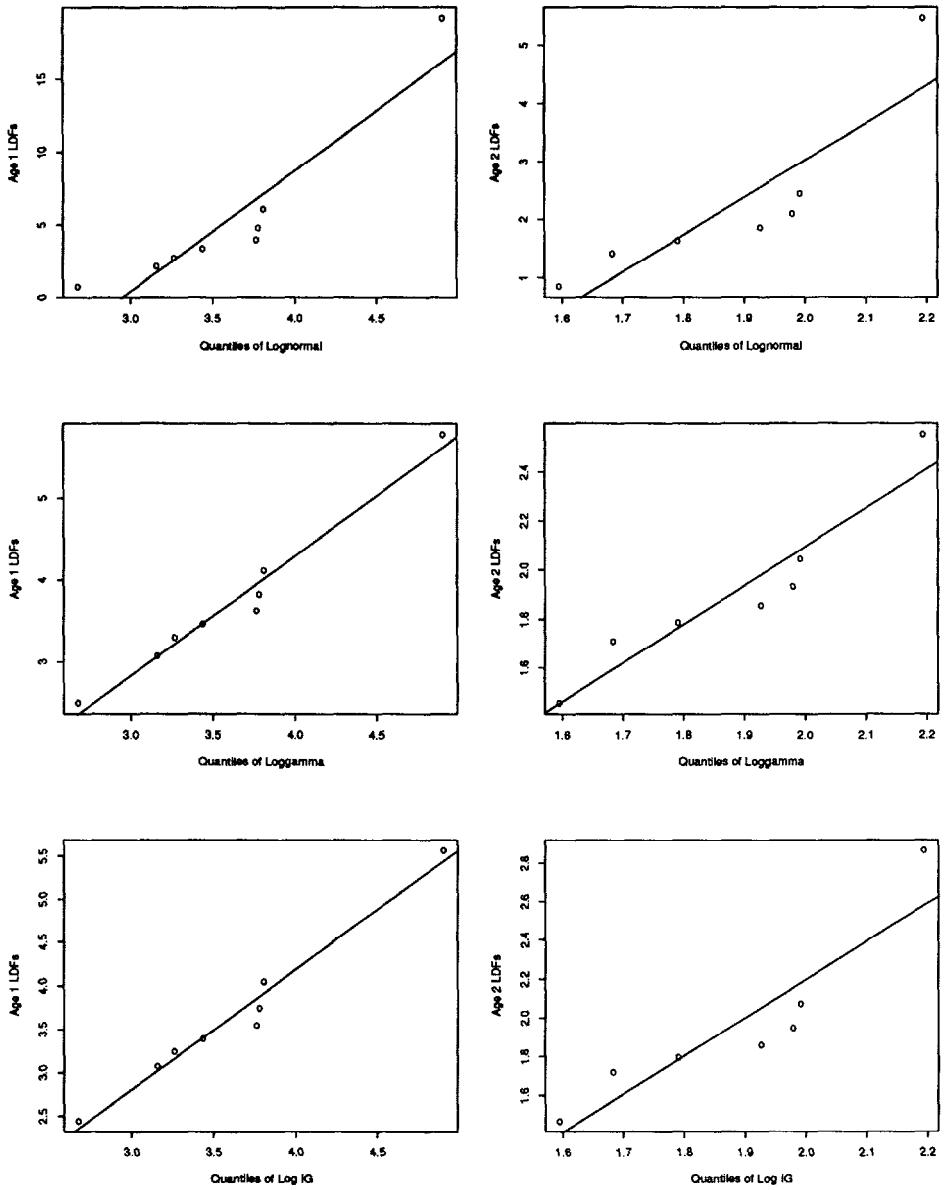 Age 1 LDFs
15
10
5
0
3.0 3.5 4.0 4.5
Quantiles of Lognormal
Age 2 LDFs
5
4
3
2
1
1.6 1.7 1.8 1.9 2.0 2.1 2.2
Quantiles of Lognormal
Age 1 LDFs
5
4
3
3.0 3.5 4.0 4.5
Quantiles of Loggamma
Age 2 LDFs
2.4
2.2
2.0
1.8
1.6
1.6 1.7 1.8 1.9 2.0 2.1 2.2
Quantiles of Loggamma
Age 1 LDFs
5.5
5.0
4.5
4.0
3.5
3.0
2.5
3.0 3.5 4.0 4.5
Quantiles of Log IG
Age 2 LDFs
2.8
2.6
2.4
2.2
2.0
1.8
1.6
1.6 1.7 1.8 1.9 2.0 2.1 2.2
Quantiles of Log IG